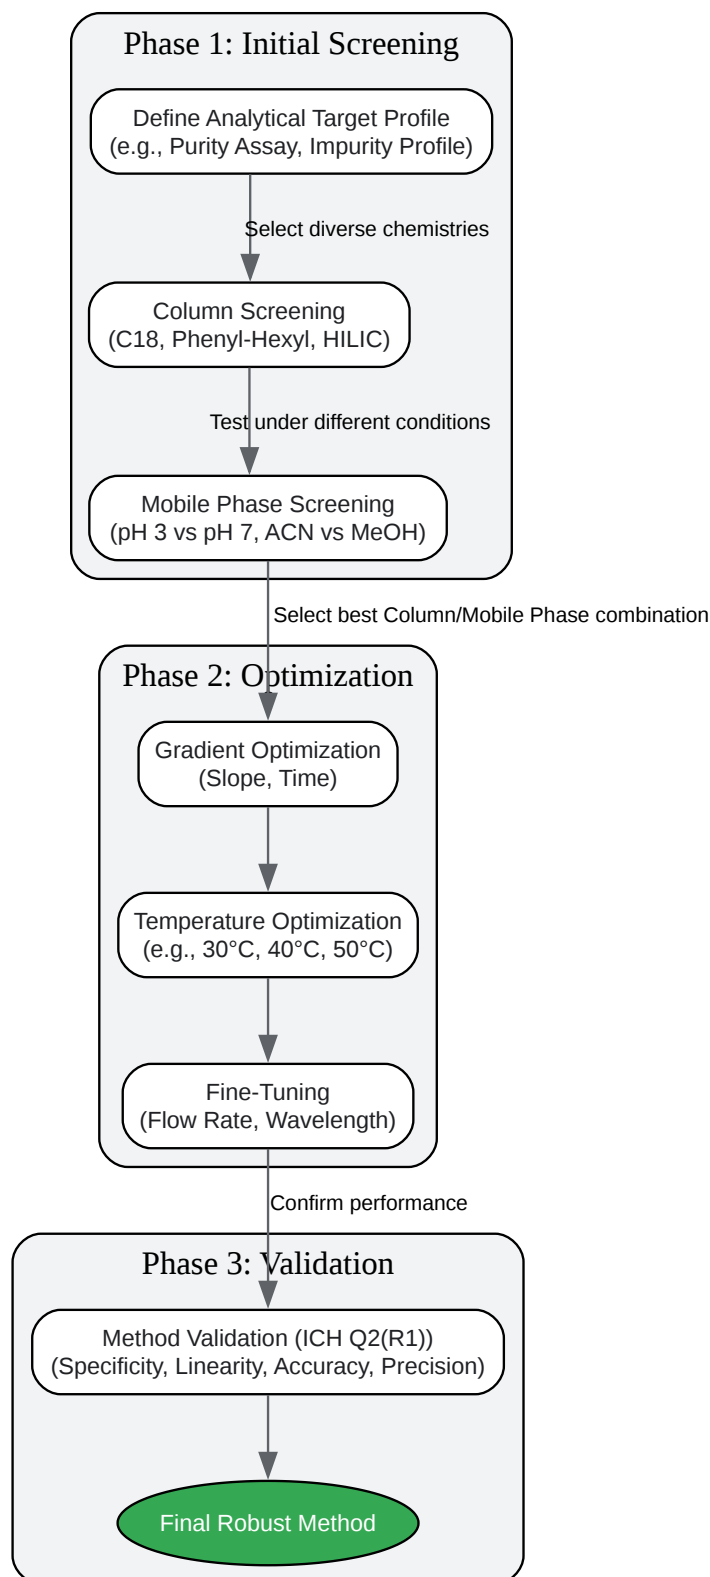 Phase 1: Initial Screening
Define Analytical Target Profile
(e.g., Purity Assay, Impurity Profile)
Select diverse chemistries
Column Screening
(C18, Phenyl-Hexyl, HILIC)
Test under different conditions
Mobile Phase Screening
(pH 3 vs pH 7, ACN vs MeOH)
Select best Column/Mobile Phase combination
Phase 2: Optimization
Gradient Optimization
(Slope, Time)
Temperature Optimization
(e.g., 30°C, 40°C, 50°C)
Fine-Tuning
(Flow Rate, Wavelength)
Confirm performance
Phase 3: Validation
Method Validation (ICH Q2(R1))
(Specificity, Linearity, Accuracy, Precision)
Final Robust Method